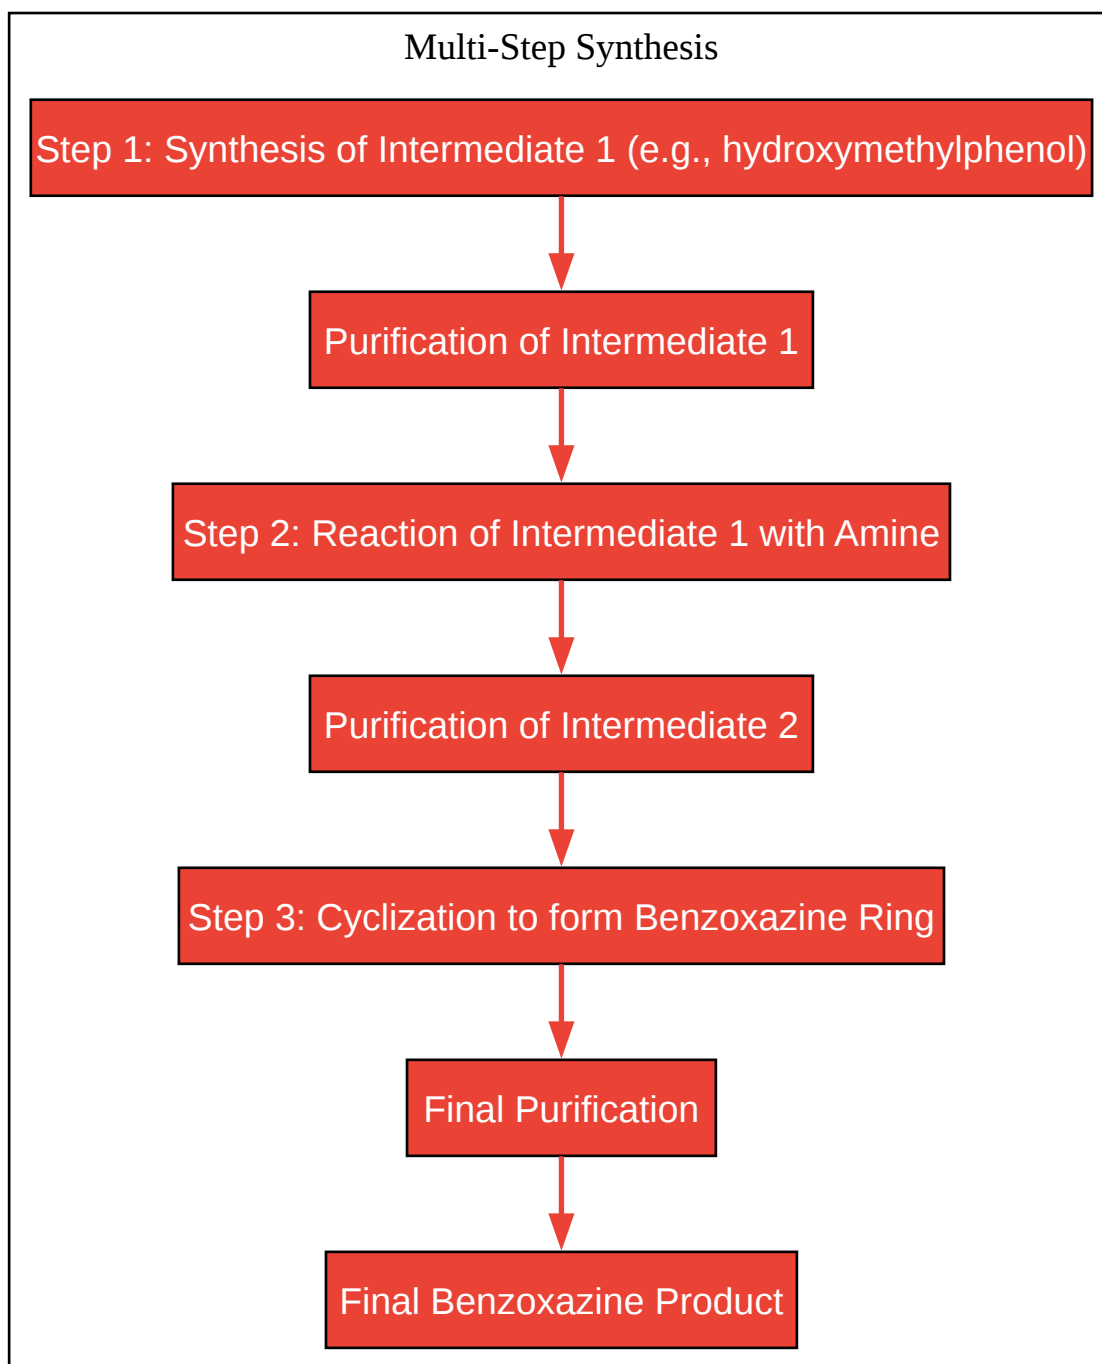 Multi-Step Synthesis
Step 1: Synthesis of Intermediate 1 (e.g., hydroxymethylphenol)
Purification of Intermediate 1
Step 2: Reaction of Intermediate 1 with Amine
Purification of Intermediate 2
Step 3: Cyclization to form Benzoxazine Ring
Final Purification
Final Benzoxazine Product